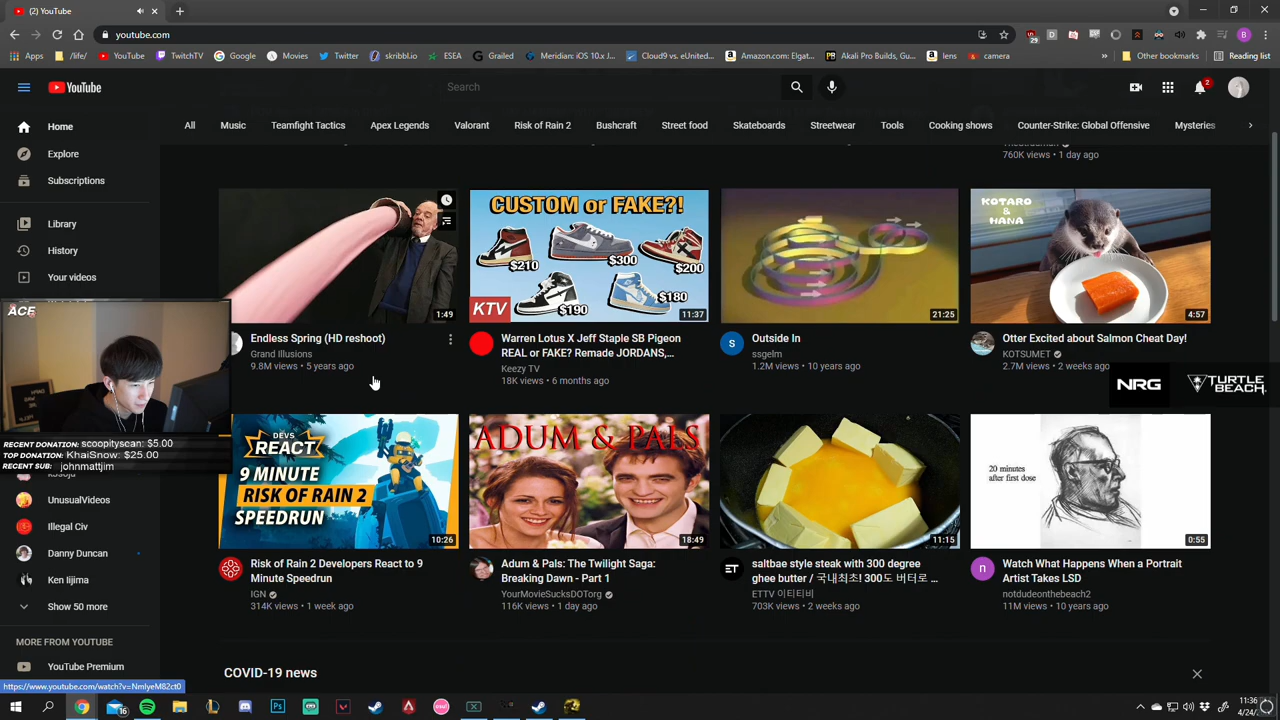 (2) YouTube
youtube.com
Apps
/life/
YouTube
TwitchTV
Google
Movies
Twitter
skribbl.io
ESEA
Grailed
Meridian: iOS 10.x J...
Cloud9 vs. eUnited...
Amazon.com: Elgat...
Akali Pro Builds, Gu...
lens
camera
Other bookmarks
Reading list
YouTube
Search
2
Home
All
Music
Teamfight Tactics
Apex Legends
Valorant
Risk of Rain 2
Bushcraft
Street food
Skateboards
Streetwear
Tools
Cooking shows
Counter-Strike: Global Offensive
Mysteries
Explore
Subscriptions
Library
History
Your videos
760K views • 1 day ago
1:49
CUSTOM or FAKE?!
$210
$300
$200
$190
$180
KTV
11:37
21:25
KOTARO
&
HANA
4:57
Endless Spring (HD reshoot)
Grand Illusions
9.8M views • 5 years ago
Warren Lotus X Jeff Staple SB Pigeon
REAL or FAKE? Remade JORDANS,...
Keezy TV
18K views • 6 months ago
Outside In
ssgelm
1.2M views • 10 years ago
Otter Excited about Salmon Cheat Day!
KOTSUMET
2.7M views • 2 weeks ago
NRG
TURTLE
BEACH
ACE
RECENT DONATION: scoopityscan: $5.00
TOP DONATION: KhaiSnow: $25.00
RECENT SUB: johnmattjim
DEVS
REACT
9 MINUTE
RISK OF RAIN 2
SPEEDRUN
10:26
ADUM & PALS
18:49
11:15
20 minutes
after first dose
0:55
UnusualVideos
Illegal Civ
Danny Duncan
Ken Iijima
Show 50 more
MORE FROM YOUTUBE
YouTube Premium
Risk of Rain 2 Developers React to 9
Minute Speedrun
IGN
314K views • 1 week ago
Adum & Pals: The Twilight Saga:
Breaking Dawn - Part 1
YourMovieSucksDOTorg
116K views • 1 day ago
saltbae style steak with 300 degree
ghee butter / 국내최초! 300도 버터로 ...
ETTV 이티티비
703K views • 2 weeks ago
Watch What Happens When a Portrait
Artist Takes LSD
notdudeonthebeach2
11M views • 10 years ago
COVID-19 news
https://www.youtube.com/watch?v=NmlyeM82ct0
16
11:36
4/24/